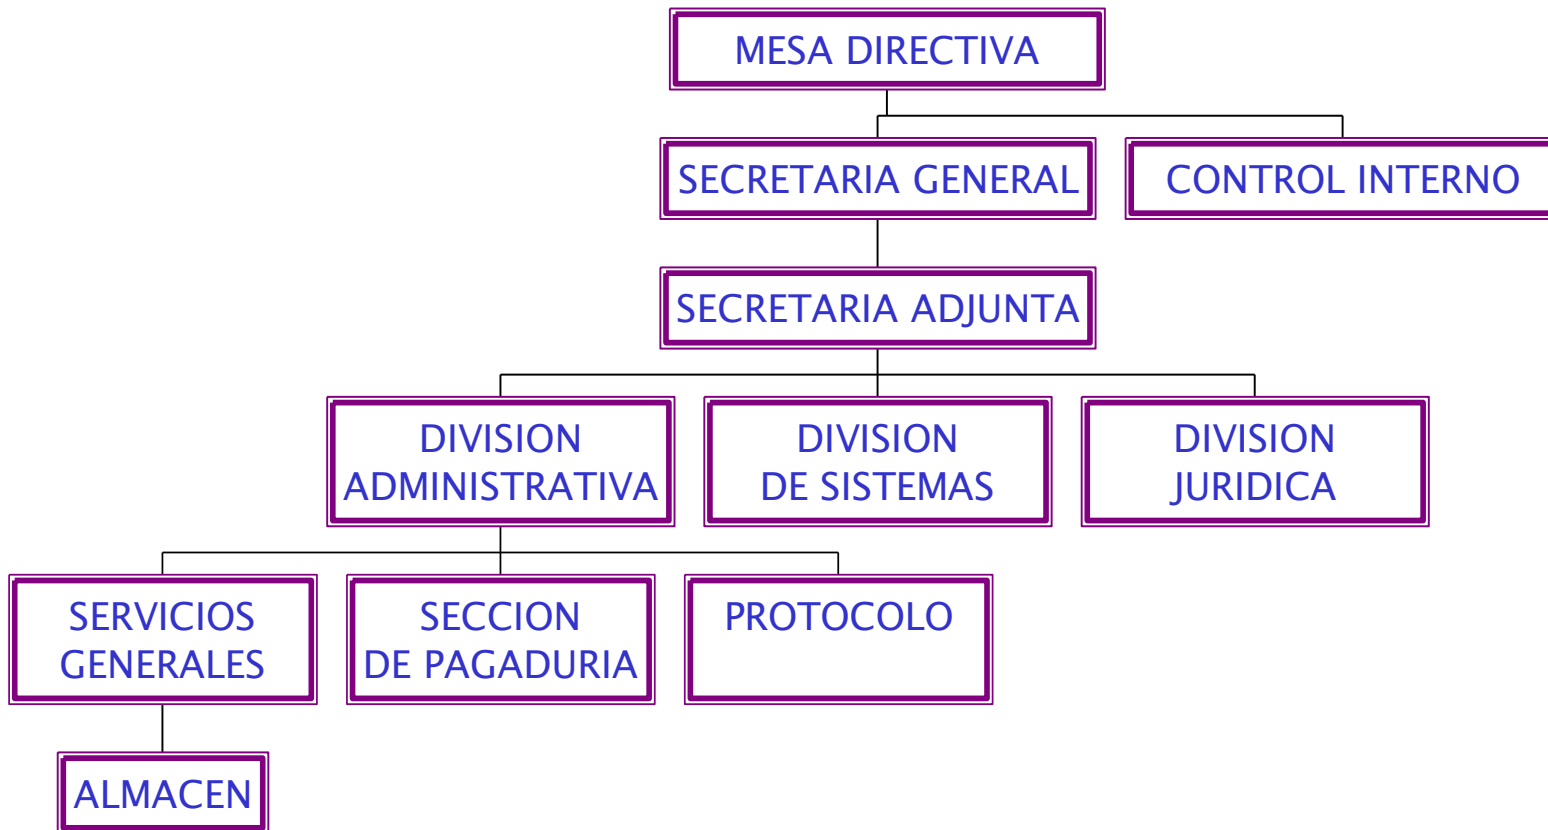 MESA DIRECTIVA
SECRETARIA GENERAL
CONTROL INTERNO
SECRETARIA ADJUNTA
DIVISION
ADMINISTRATIVA
DIVISION
DE SISTEMAS
DIVISION
JURIDICA
SERVICIOS
GENERALES
SECCION
DE PAGADURIA
PROTOCOLO
ALMACEN